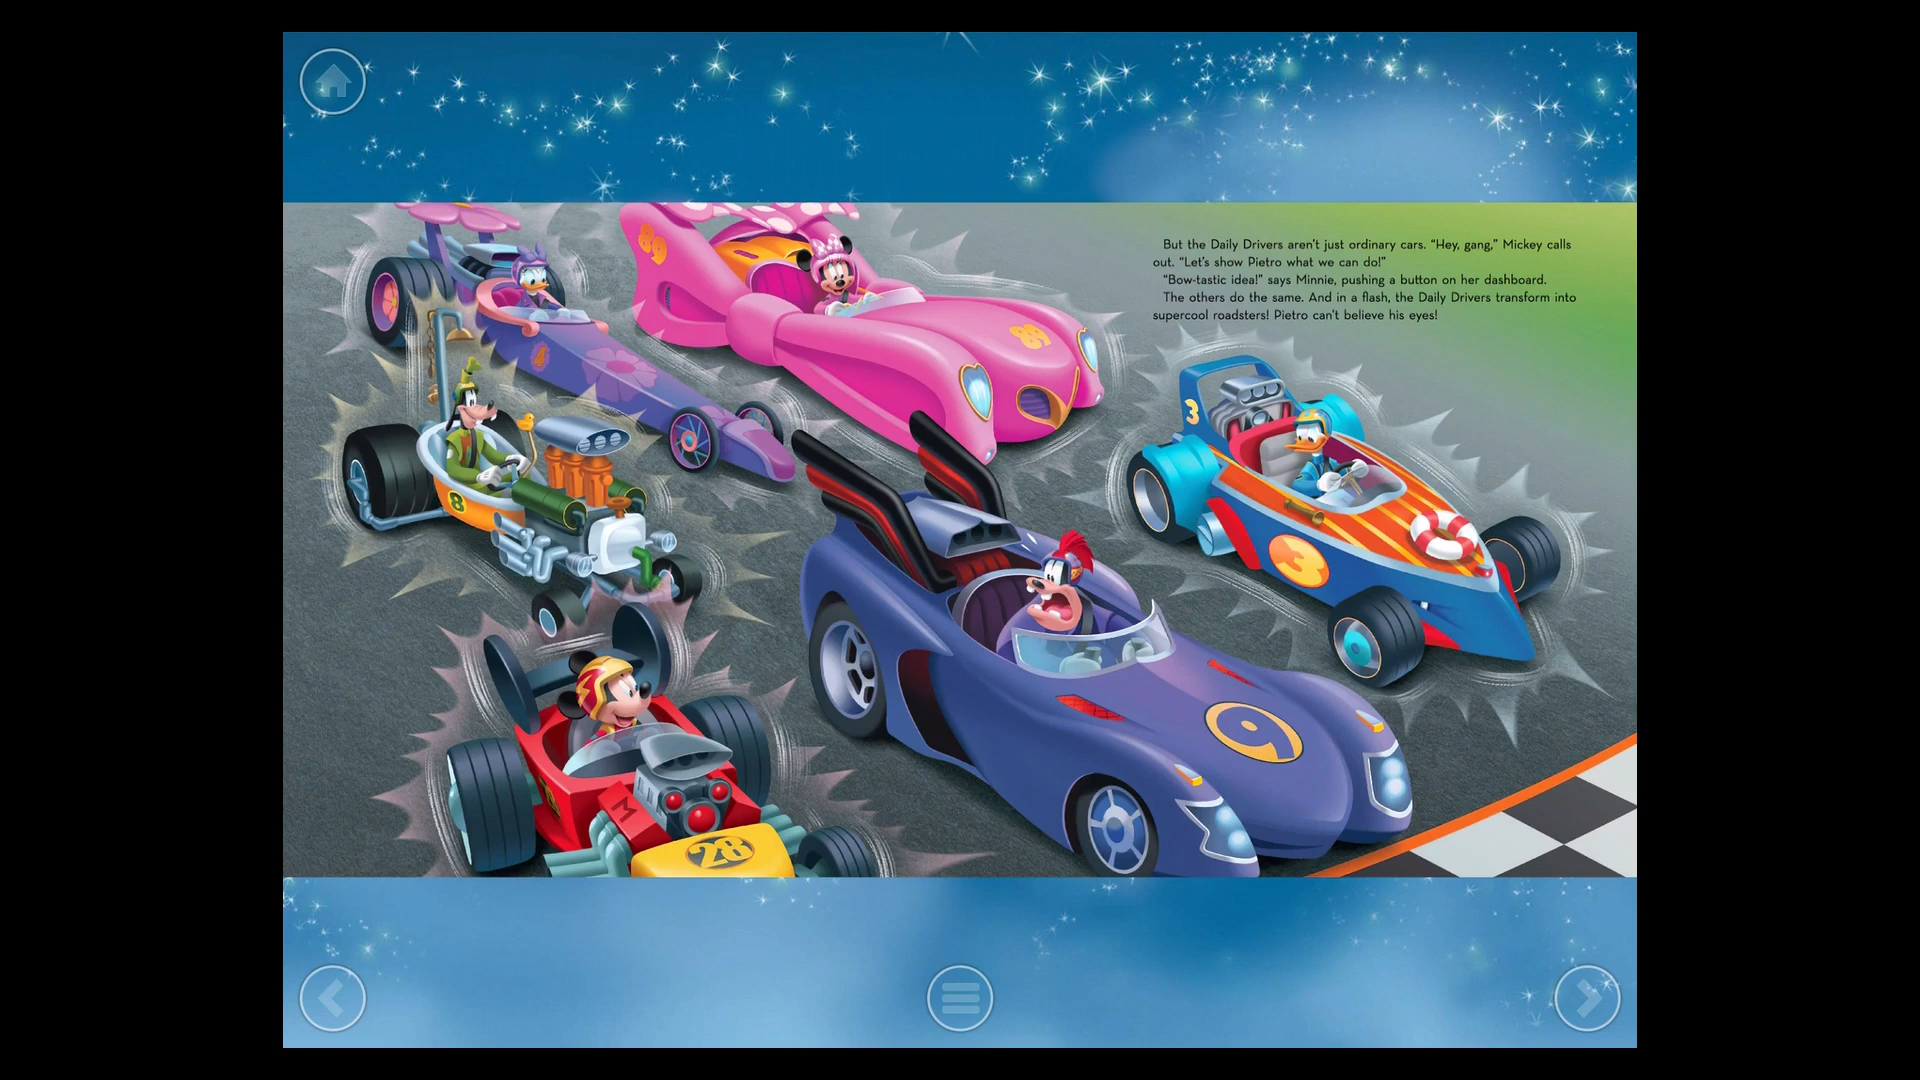 89
But the Daily Drivers aren't just ordinary cars. “Hey, gang,” Mickey calls
out. “Let's show Pietro what we can do!”
“Bow-tastic idea!” says Minnie, pushing a button on her dashboard.
The others do the same. And in a flash, the Daily Drivers transform into
supercool roadsters! Pietro can't believe his eyes!
89
4
3
8
3
9
M
28